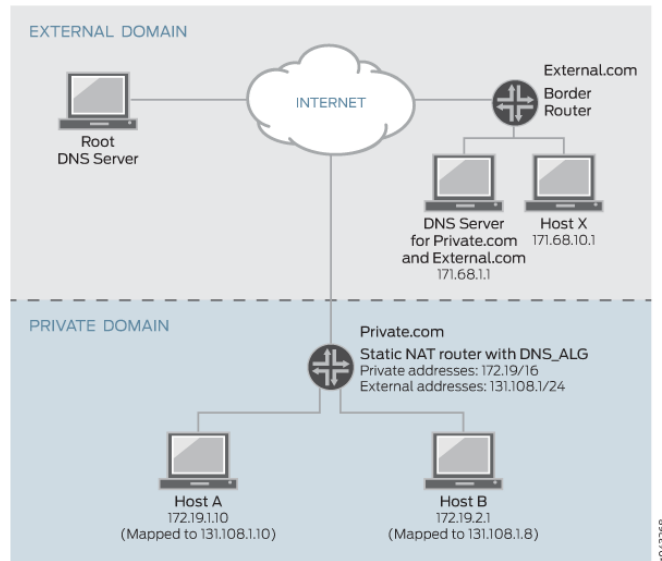 EXTERNAL DOMAIN
INTERNET
Root
DNS Server
External.com
Border
Router
DNS Server
for Private.com
and External.com
171.68.1.1
Host X
171.68.10.1
PRIVATE DOMAIN
Private.com
Static NAT router with DNS_ALG
Private addresses: 172.19/16
External addresses: 131.108.1/24
Host A
172.19.1.10
(Mapped to 131.108.1.10)
Host B
172.19.2.1
(Mapped to 131.108.1.8)